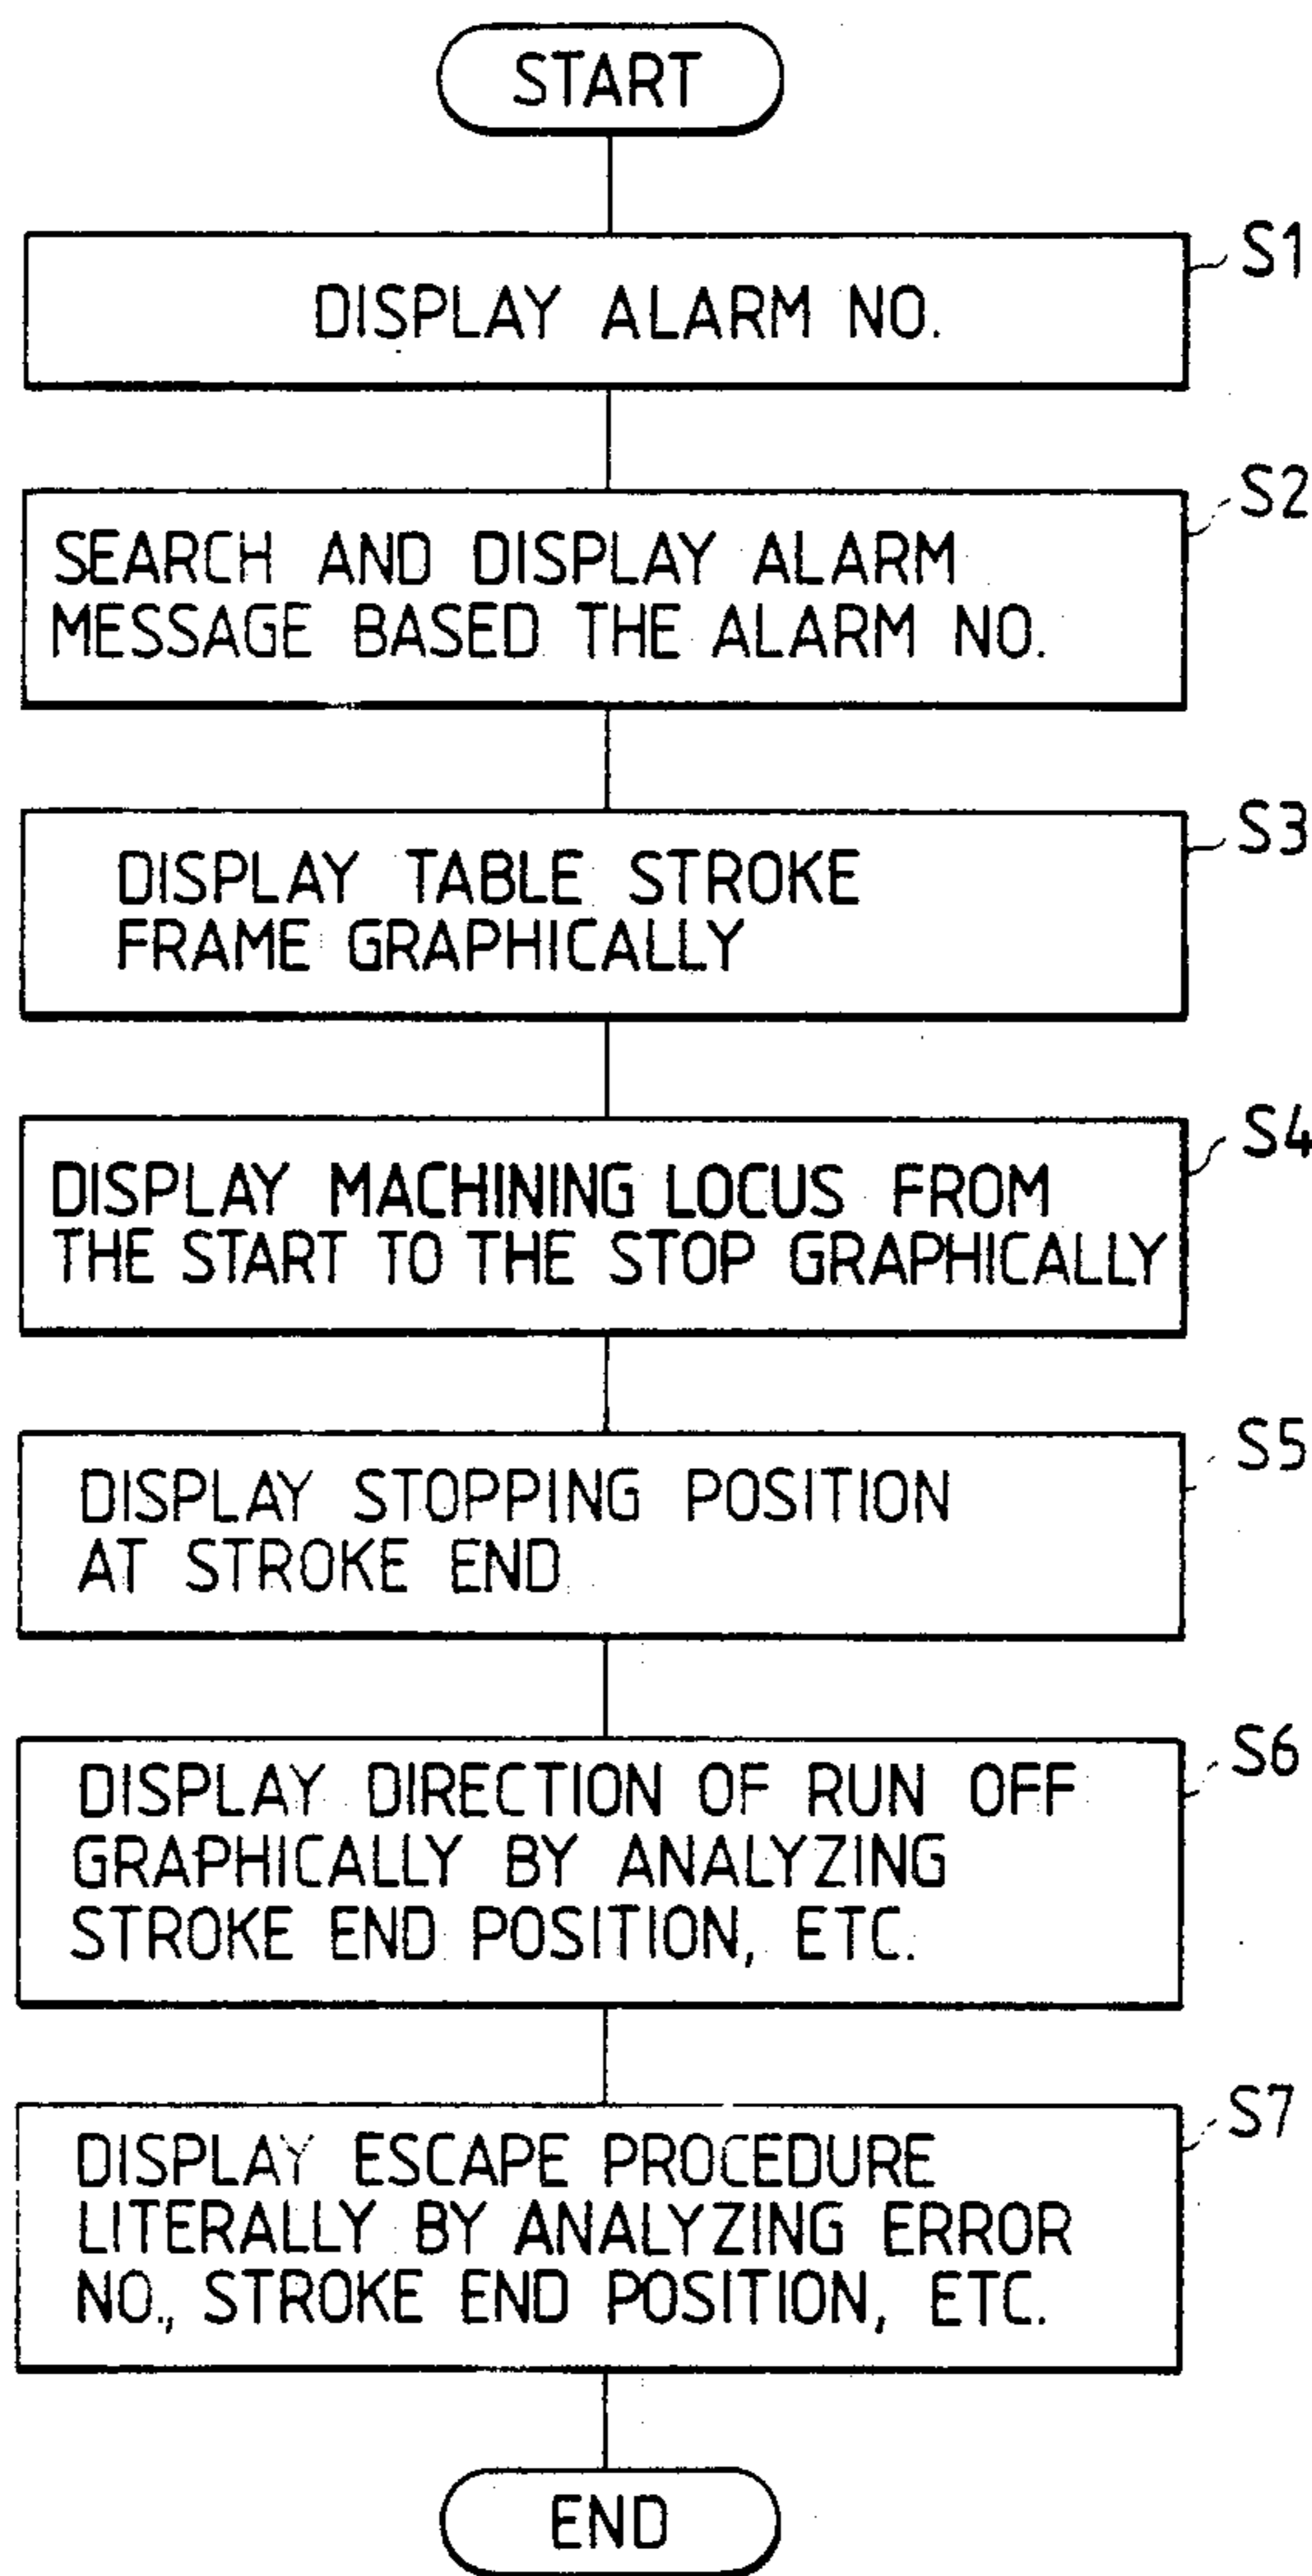 START
S1
DISPLAY ALARM NO.
S2
SEARCH AND DISPLAY ALARM
MESSAGE BASED THE ALARM NO.
S3
DISPLAY TABLE STROKE
FRAME GRAPHICALLY
S4
DISPLAY MACHINING LOCUS FROM
THE START TO THE STOP GRAPHICALLY
S5
DISPLAY STOPPING POSITION
AT STROKE END
S6
DISPLAY DIRECTION OF RUN OFF
GRAPHICALLY BY ANALYZING
STROKE END POSITION, ETC.
S7
DISPLAY ESCAPE PROCEDURE
LITERALLY BY ANALYZING ERROR
NO., STROKE END POSITION, ETC.
END